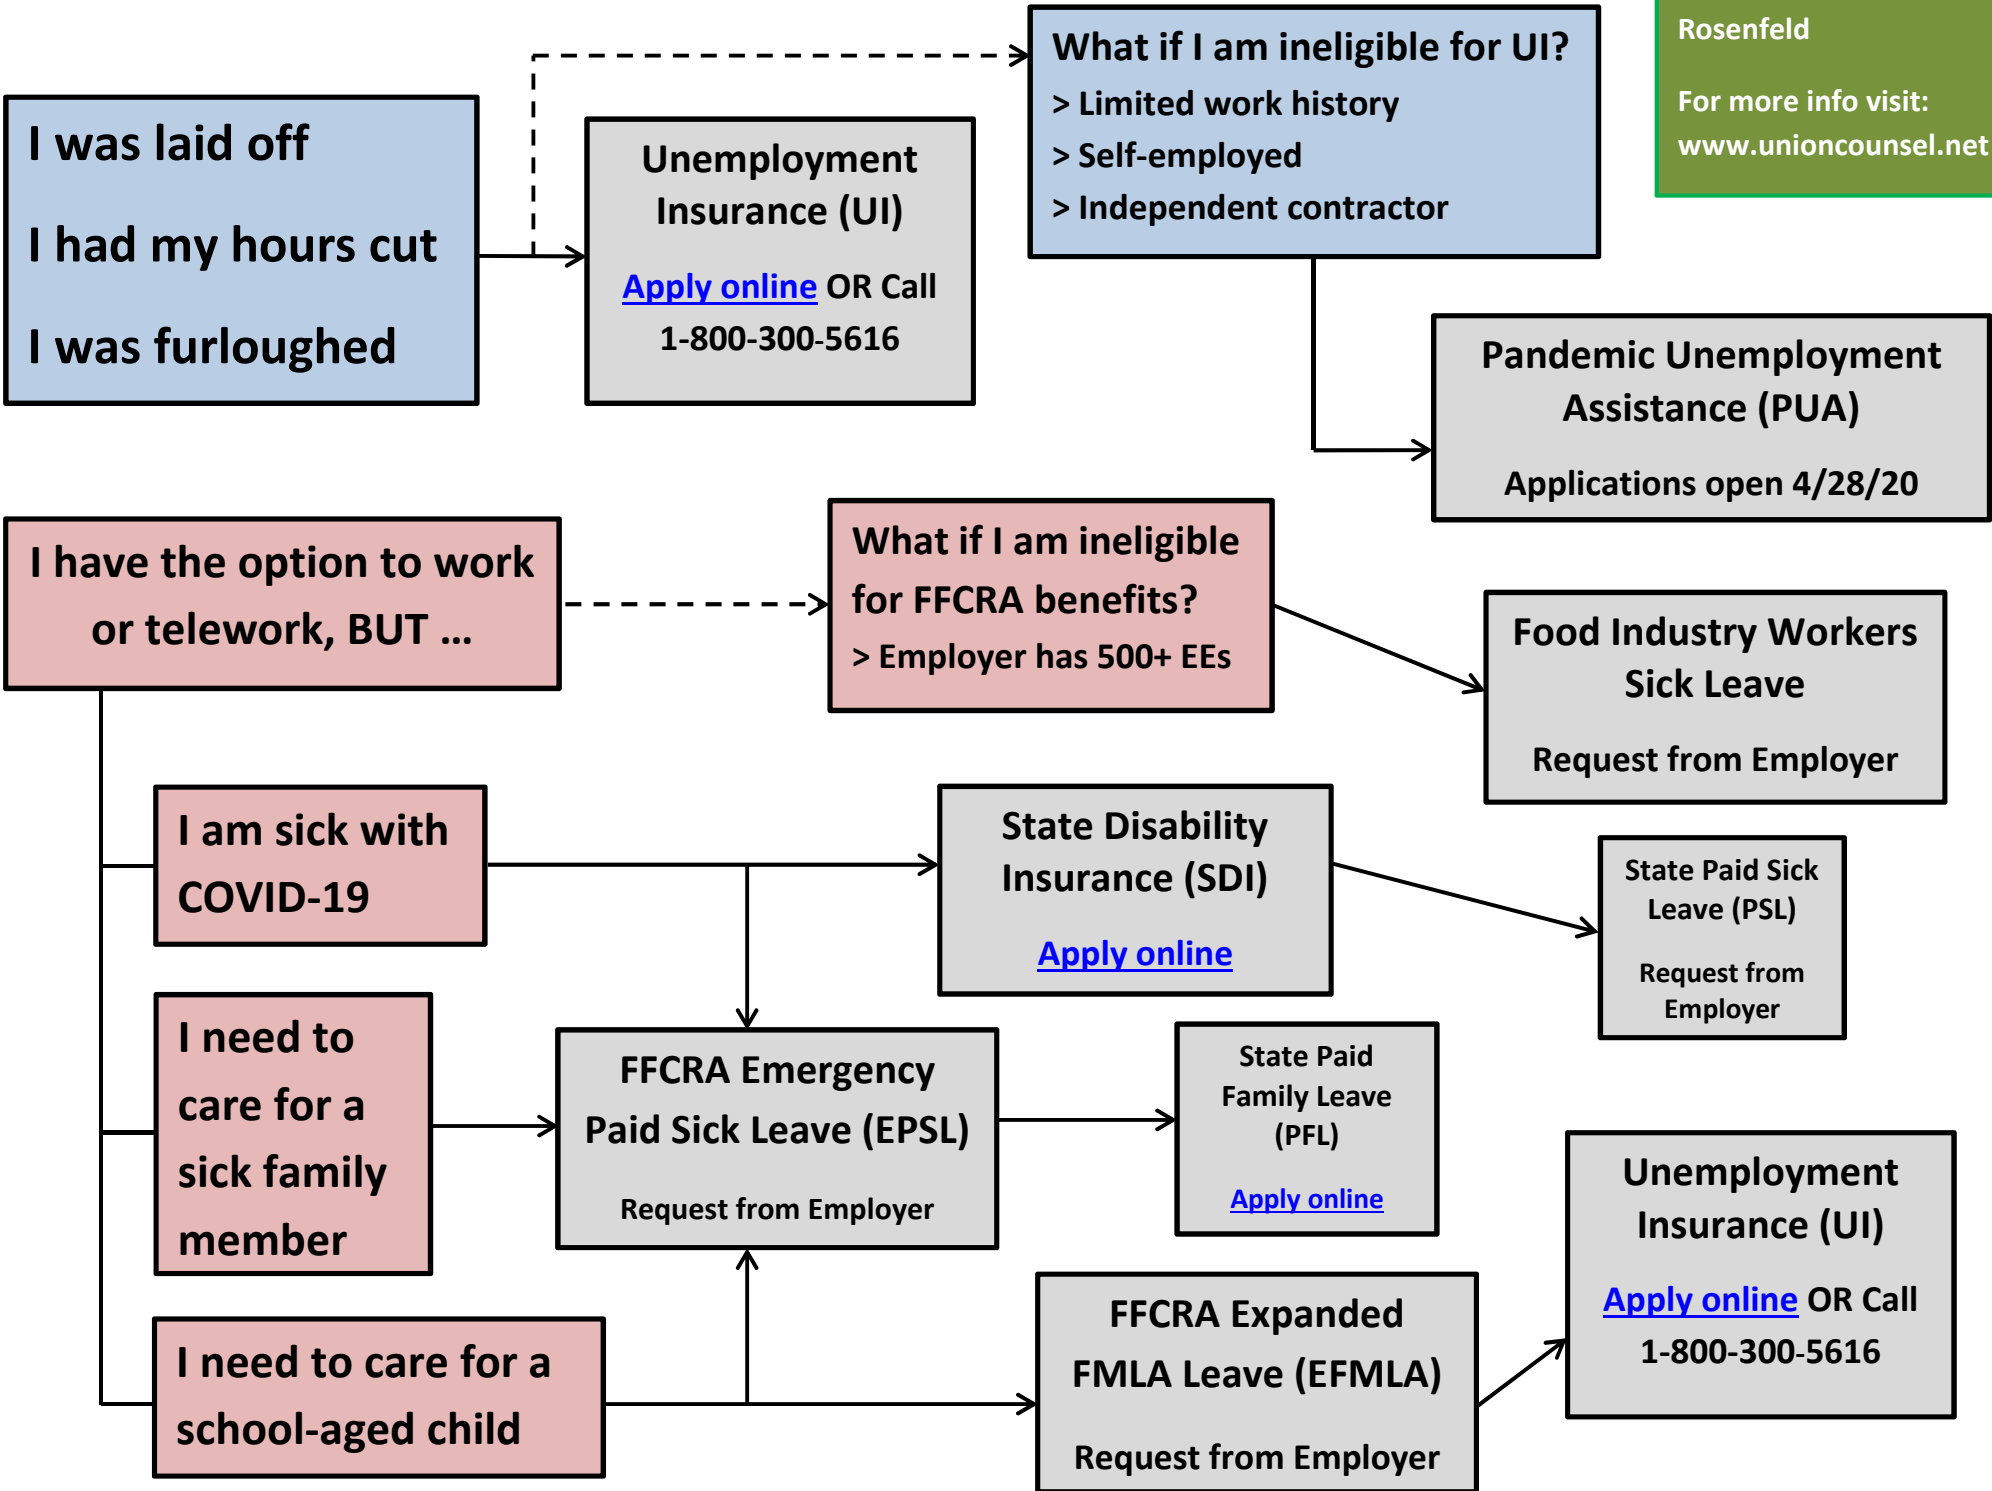 Rosenfeld
For more info visit:
www.unioncounsel.net
I was laid off
I had my hours cut
I was furloughed
Unemployment
Insurance (UI)
Apply online OR Call
1-800-300-5616
What if I am ineligible for UI?
> Limited work history
> Self-employed
> Independent contractor
Pandemic Unemployment
Assistance (PUA)
Applications open 4/28/20
I have the option to work
or telework, BUT ...
What if I am ineligible
for FFCRA benefits?
> Employer has 500+ EEs
Food Industry Workers
Sick Leave
Request from Employer
I am sick with
COVID-19
State Disability
Insurance (SDI)
Apply online
State Paid Sick
Leave (PSL)
Request from
Employer
I need to
care for a
sick family
member
FFCRA Emergency
Paid Sick Leave (EPSL)
Request from Employer
State Paid
Family Leave
(PFL)
Apply online
I need to care for a
school-aged child
FFCRA Expanded
FMLA Leave (EFMLA)
Request from Employer
Unemployment
Insurance (UI)
Apply online OR Call
1-800-300-5616